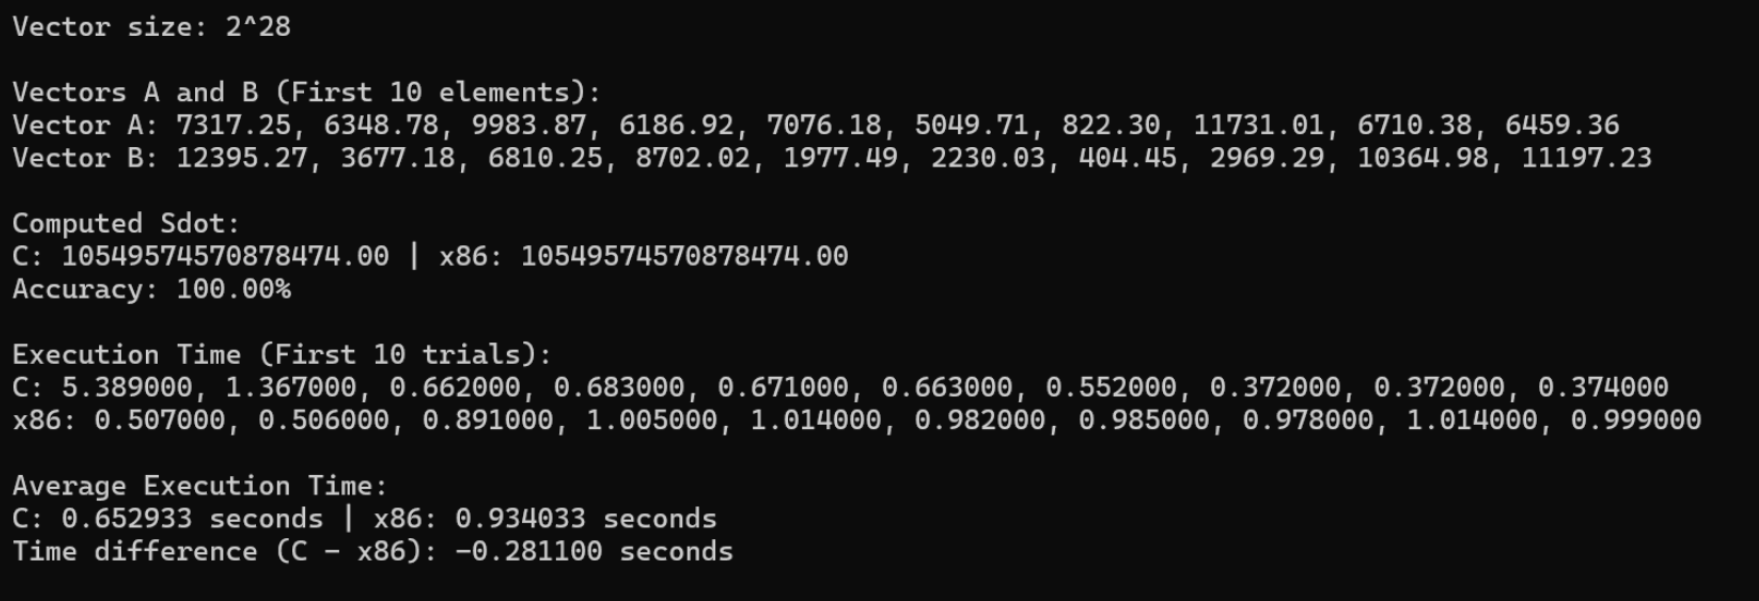 Vector size: 2^28
Vectors A and B (First 10 elements):
Vector A: 7317.25, 6348.78, 9983.87, 6186.92, 7076.18, 5049.71, 822.30, 11731.01, 6710.38, 6459.36
Vector B: 12395.27, 3677.18, 6810.25, 8702.02, 1977.49, 2230.03, 404.45, 2969.29, 10364.98, 11197.23
Computed Sdot:
C: 10549574570878474.00 | x86: 10549574570878474.00
Accuracy: 100.00%
Execution Time (First 10 trials):
C: 5.389000, 1.367000, 0.662000, 0.683000, 0.671000, 0.663000, 0.552000, 0.372000, 0.372000, 0.374000
x86: 0.507000, 0.506000, 0.891000, 1.005000, 1.014000, 0.982000, 0.985000, 0.978000, 1.014000, 0.999000
Average Execution Time:
C: 0.652933 seconds | x86: 0.934033 seconds
Time difference (C - x86): -0.281100 seconds